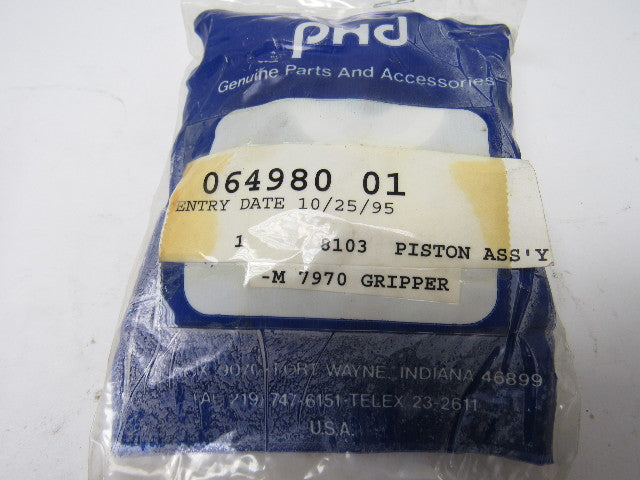 PHD
Genuine Parts And Accessories
064980 01
ENTRY DATE 10/25/95
1 8103 PISTON ASS'Y
-M 7970 GRIPPER
FORT WAYNE, INDIANA 46899
747-6151-TELEX 23-2611
U.S.A.